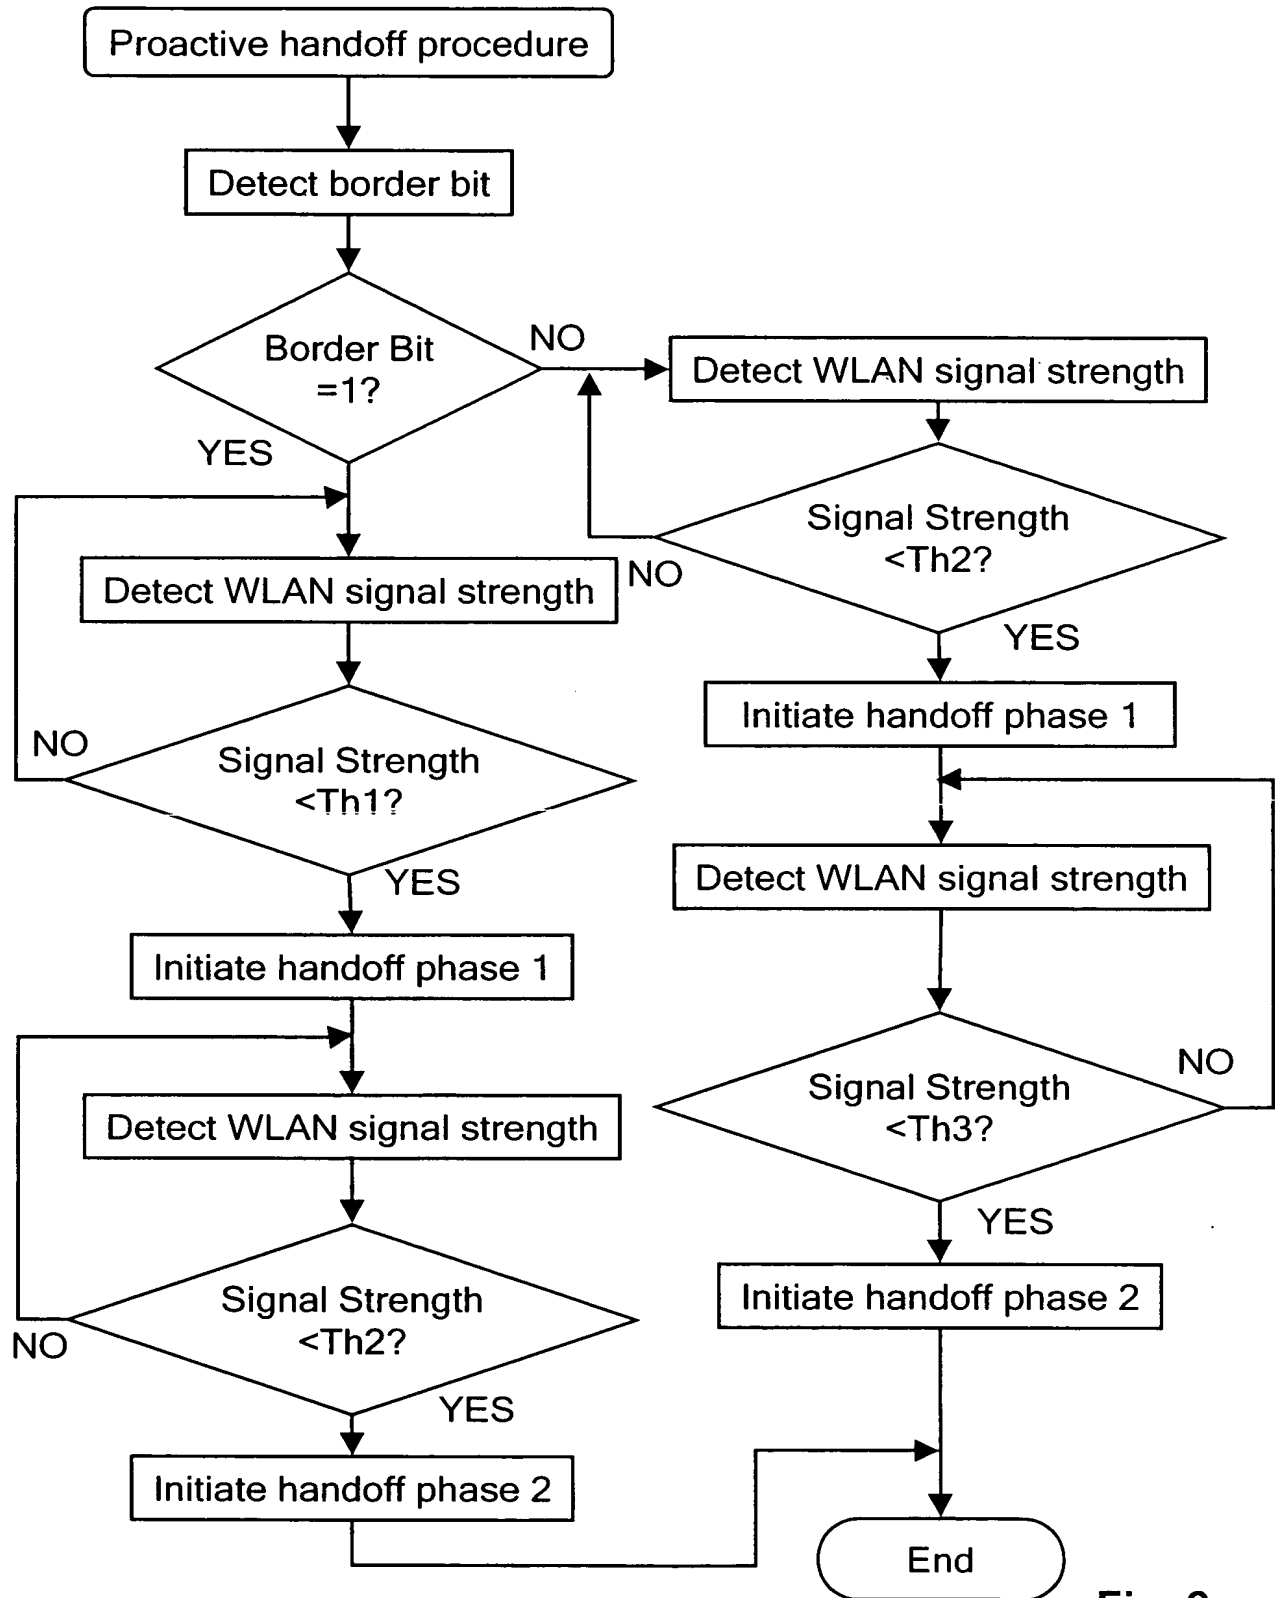 Proactive handoff procedure
Detect border bit
Border Bit
=1?
NO
YES
Detect WLAN signal strength
Signal Strength
<Th1?
NO
YES
Initiate handoff phase 1
Detect WLAN signal strength
Signal Strength
<Th2?
NO
YES
Initiate handoff phase 2
Detect WLAN signal strength
Signal Strength
<Th2?
NO
YES
Initiate handoff phase 1
Detect WLAN signal strength
Signal Strength
<Th3?
NO
YES
Initiate handoff phase 2
End